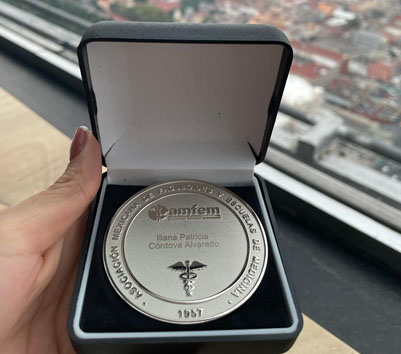 ASOCIACIÓN MEXICANA DE FACULTADES Y ESCUELAS DE MEDICINA
amfem
Iliana Patricia
Córdova Alvarado
1957